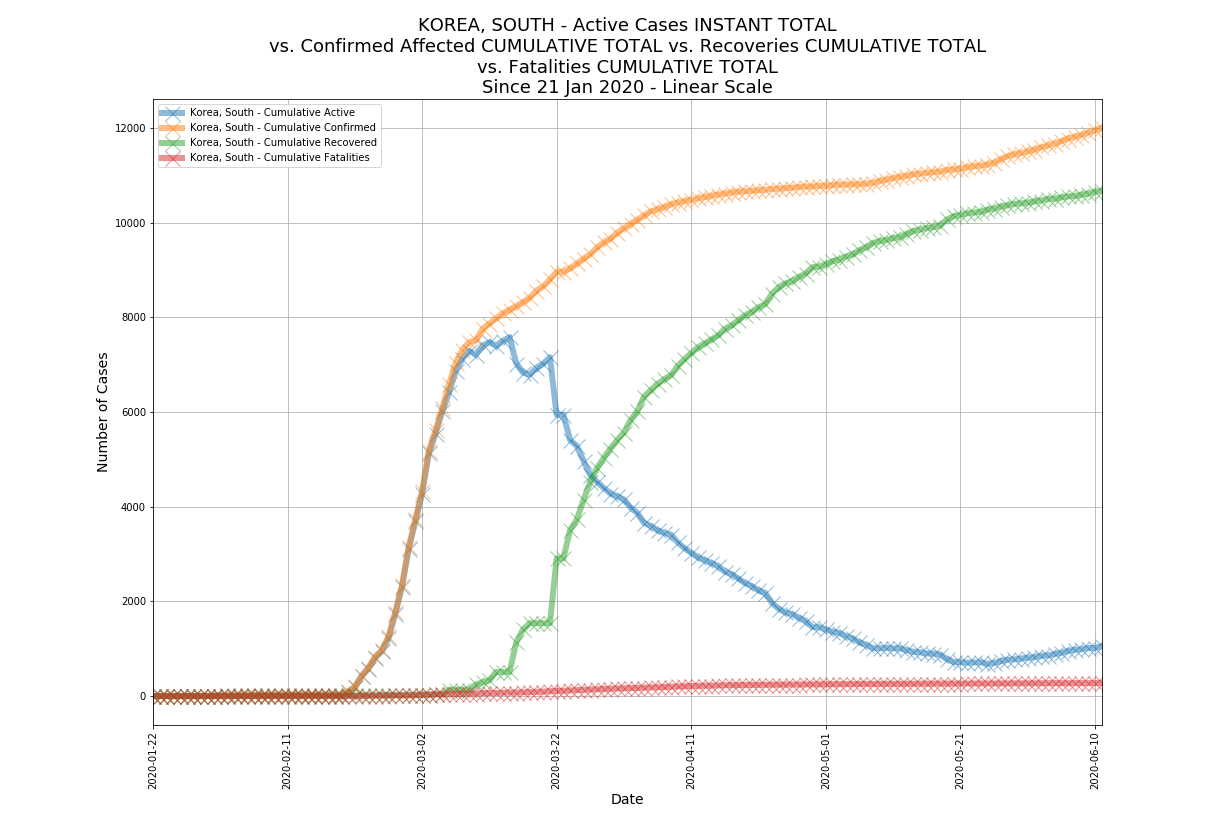 KOREA, SOUTH - Active Cases INSTANT TOTAL
vs. Confirmed Affected CUMULATIVE TOTAL vs. Recoveries CUMULATIVE TOTAL
vs. Fatalities CUMULATIVE TOTAL
Since 21 Jan 2020 - Linear Scale
Korea, South - Cumulative Active
Korea, South - Cumulative Confirmed
Korea, South - Cumulative Recovered
Korea, South - Cumulative Fatalities
Number of Cases
12000
10000
8000
6000
4000
2000
0
2020-01-22
2020-02-11
2020-03-02
2020-03-22
2020-04-11
2020-05-01
2020-05-21
2020-06-10
Date